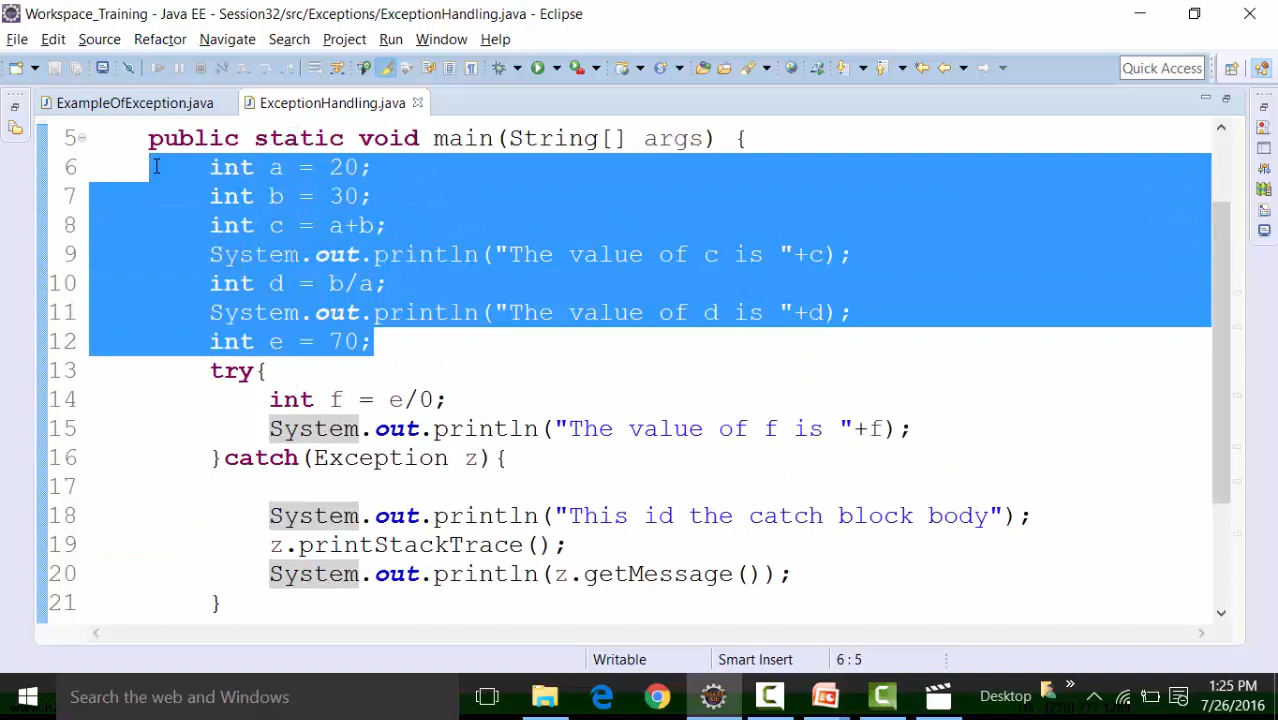 Workspace_Training - Java EE - Session32/src/Exceptions/ExceptionHandling.java - Eclipse
File Edit Source Refactor Navigate Search Project Run Window Help
Quick Access
ExampleOfException.java ExceptionHandling.java
5 public static void main(String[] args) {
6 int a = 20;
7 int b = 30;
8 int c = a+b;
9 System.out.println("The value of c is "+c);
10 int d = b/a;
11 System.out.println("The value of d is "+d);
12 int e = 70;
13 try{
14 int f = e/0;
15 System.out.println("The value of f is "+f);
16 }catch(Exception z){
17
18 System.out.println("This id the catch block body");
19 z.printStackTrace();
20 System.out.println(z.getMessage());
21 }
Writable Smart Insert 6 : 5
Search the web and Windows Desktop 1:25 PM
7/26/2016